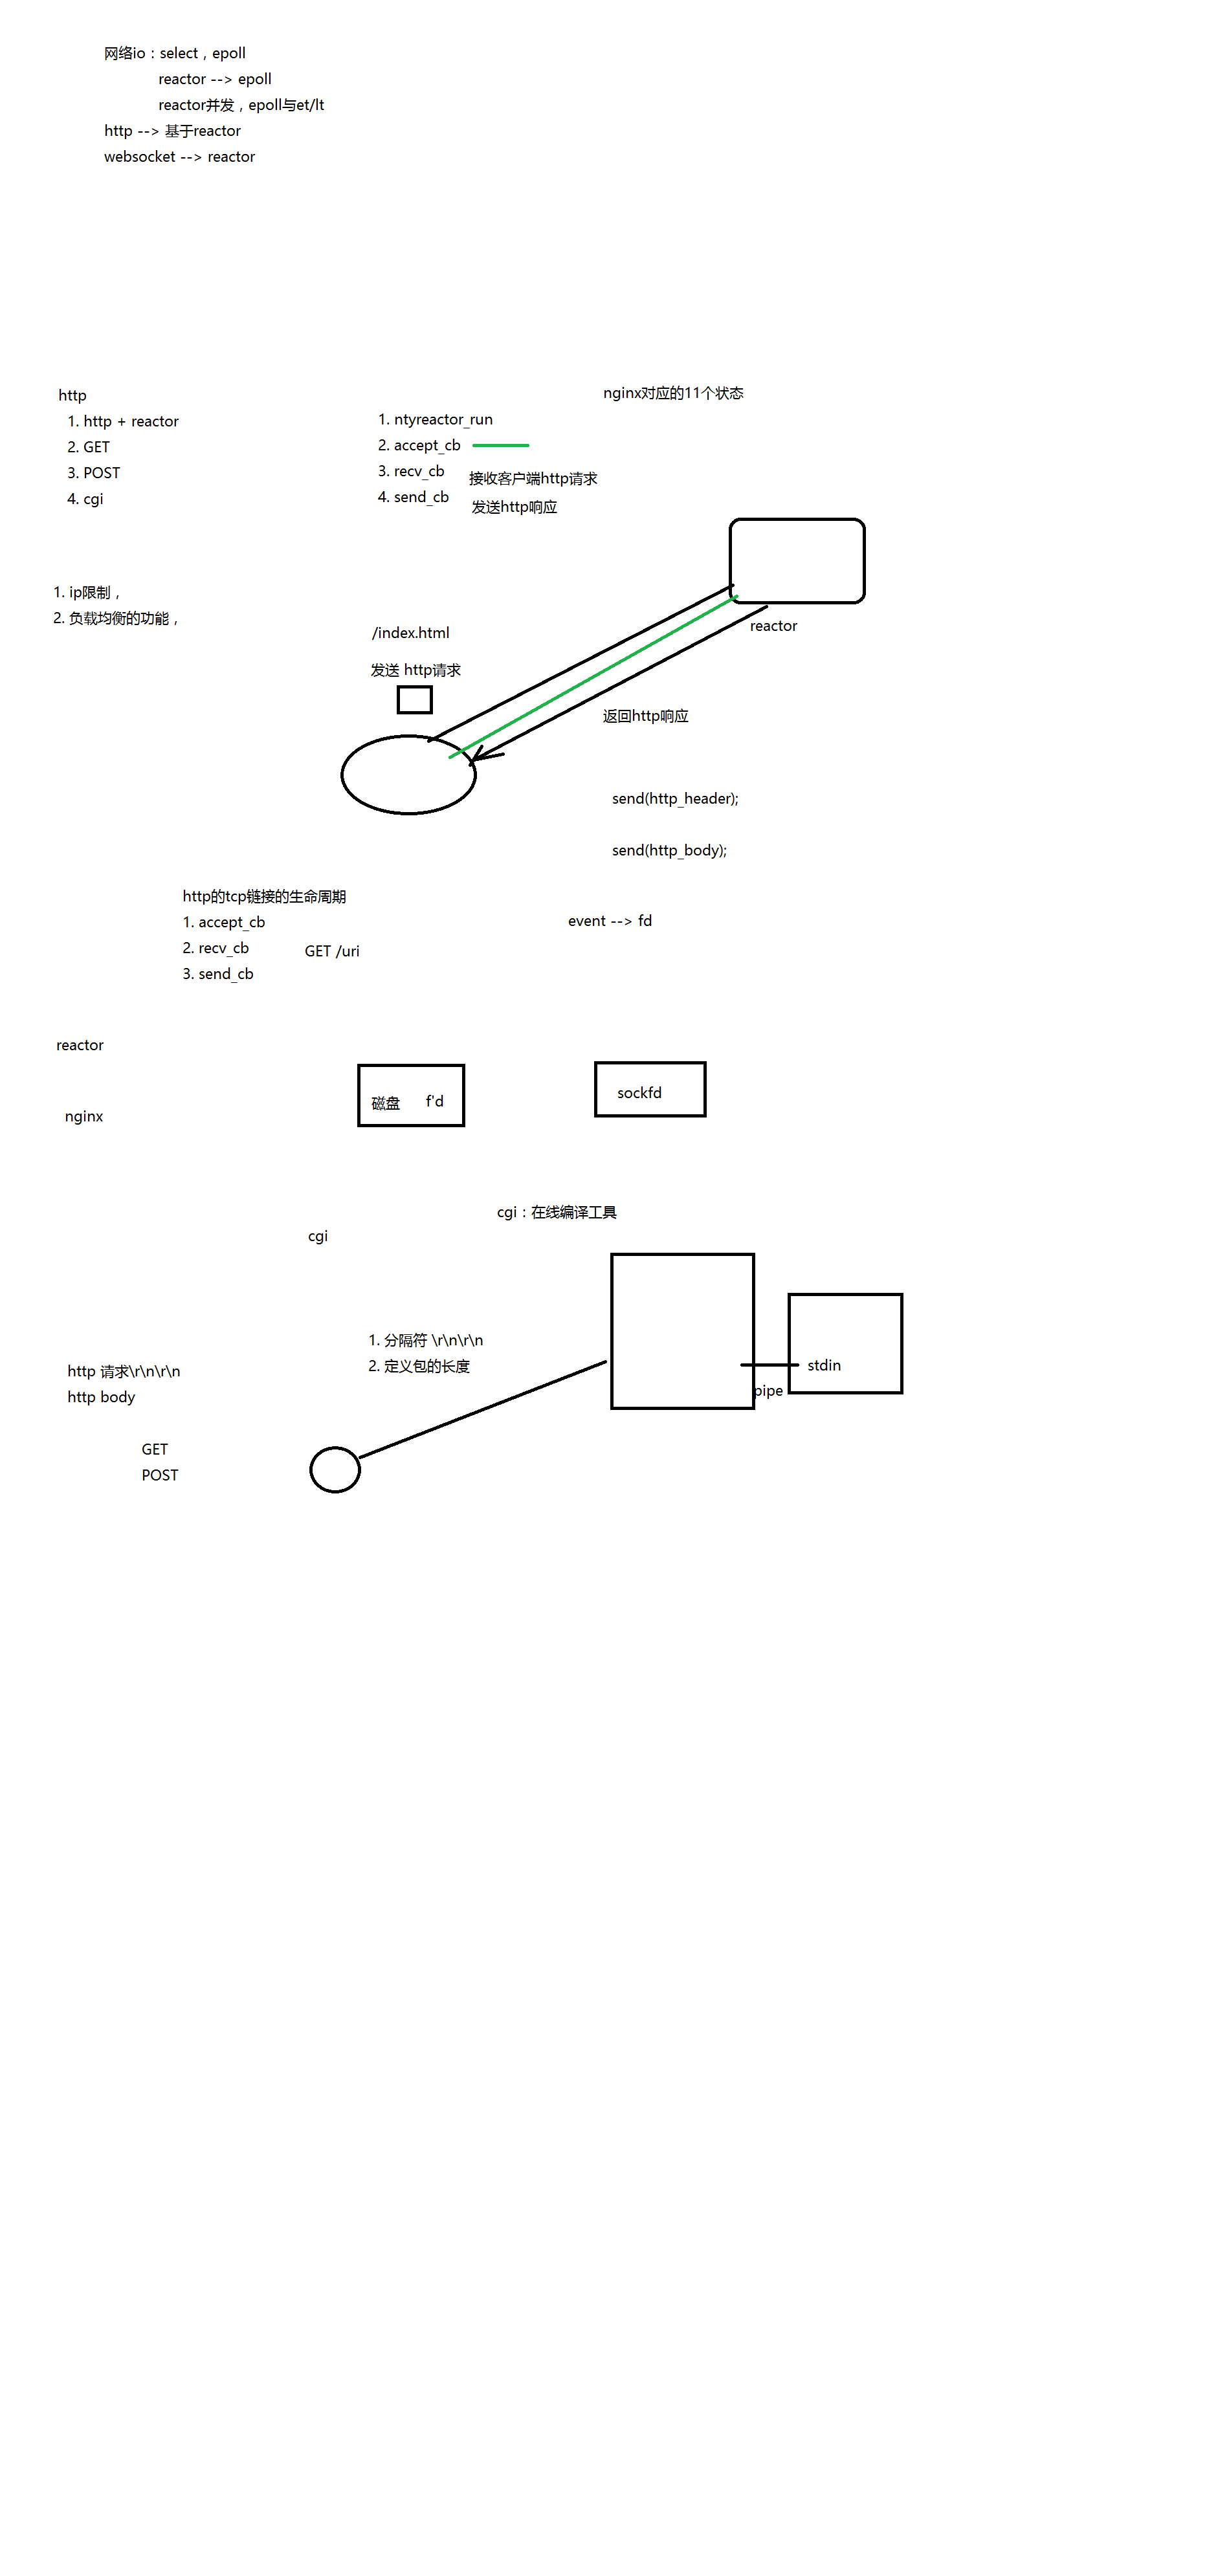 网络io：select，epoll
reactor --> epoll
reactor并发，epoll与et/lt
http --> 基于reactor
websocket --> reactor
nginx对应的11个状态
http
1. http + reactor
2. GET
3. POST
4. cgi
1. ntyreactor_run
2. accept_cb
3. recv_cb
4. send_cb
接收客户端http请求
发送http响应
1. ip限制，
2. 负载均衡的功能，
/index.html
发送 http请求
reactor
返回http响应
send(http_header);
send(http_body);
http的tcp链接的生命周期
1. accept_cb
2. recv_cb
3. send_cb
GET /uri
event --> fd
reactor
nginx
磁盘 f'd
sockfd
cgi：在线编译工具
cgi
1. 分隔符 \r\n\r\n
2. 定义包的长度
stdin
pipe
http 请求\r\n\r\n
http body
GET
POST